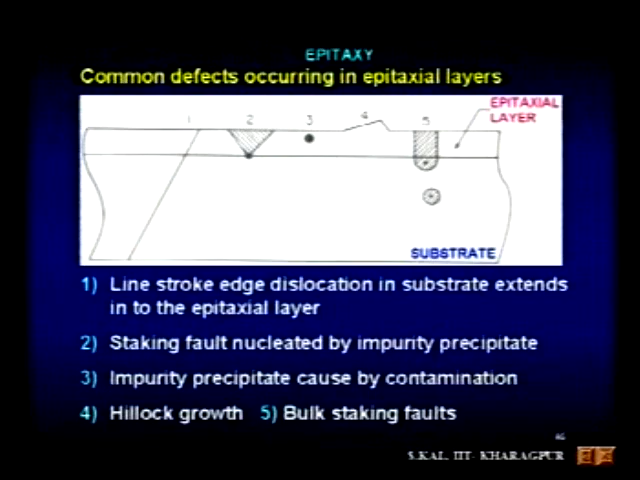 EPITAXY
Common defects occurring in epitaxial layers
EPITAXIAL
LAYER
1 2 3 4 5
SUBSTRATE
1) Line stroke edge dislocation in substrate extends
in to the epitaxial layer
2) Staking fault nucleated by impurity precipitate
3) Impurity precipitate cause by contamination
4) Hillock growth 5) Bulk staking faults
S.KAL, IIT- KHARAGPUR